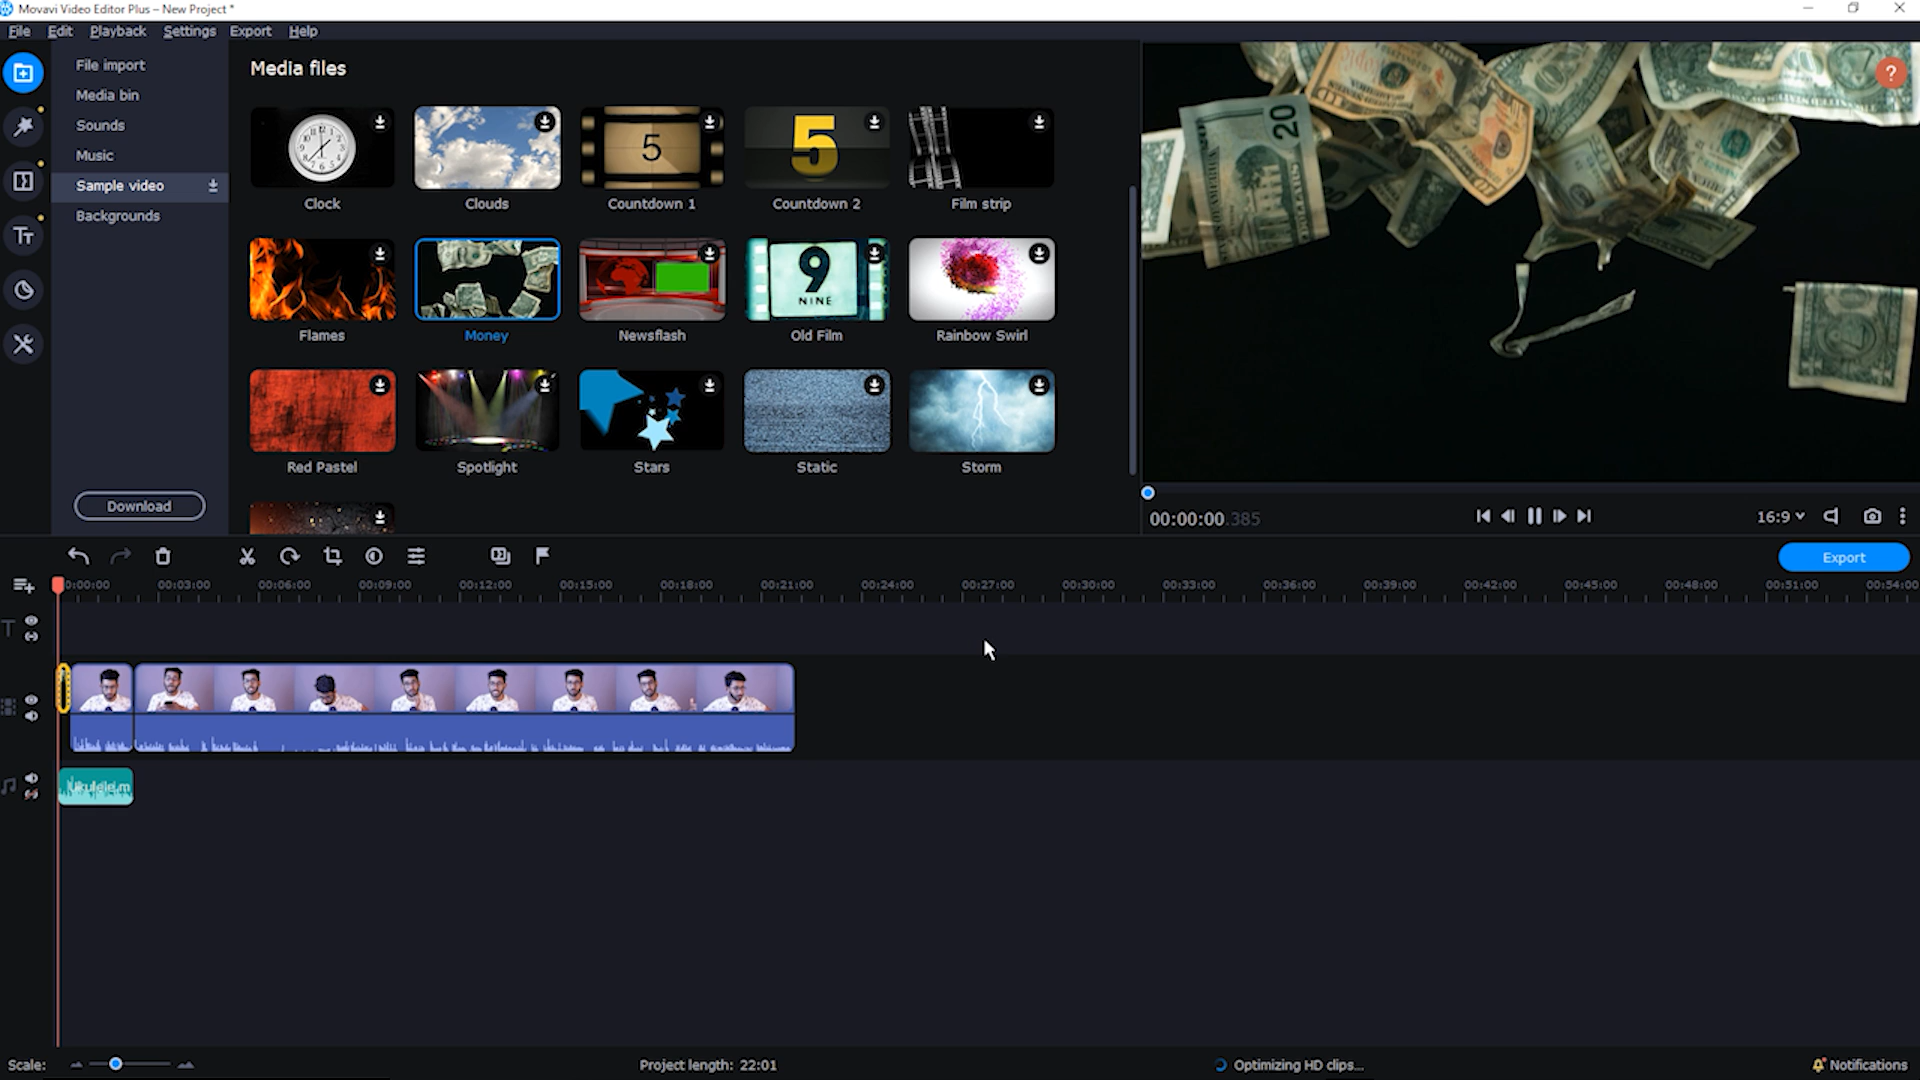 Movavi Video Editor Plus – New Project *
File Edit Playback Settings Export Help
File import
Media bin
Sounds
Music
Sample video
Backgrounds
Download
Media files
5
5
Clock Clouds Countdown 1 Countdown 2 Film strip
9
NINE
Flames Money Newsflash Old Film Rainbow Swirl
Red Pastel Spotlight Stars Static Storm
20
?
00:00:00.385
16:9
Export
0:00:00 00:03:00 00:06:00 00:09:00 00:12:00 00:15:00 00:18:00 00:21:00 00:24:00 00:27:00 00:30:00 00:33:00 00:36:00 00:39:00 00:42:00 00:45:00 00:48:00 00:51:00 00:54:00
Ukulele.m
Scale:
Project length: 22:01
Optimizing HD clips...
Notifications